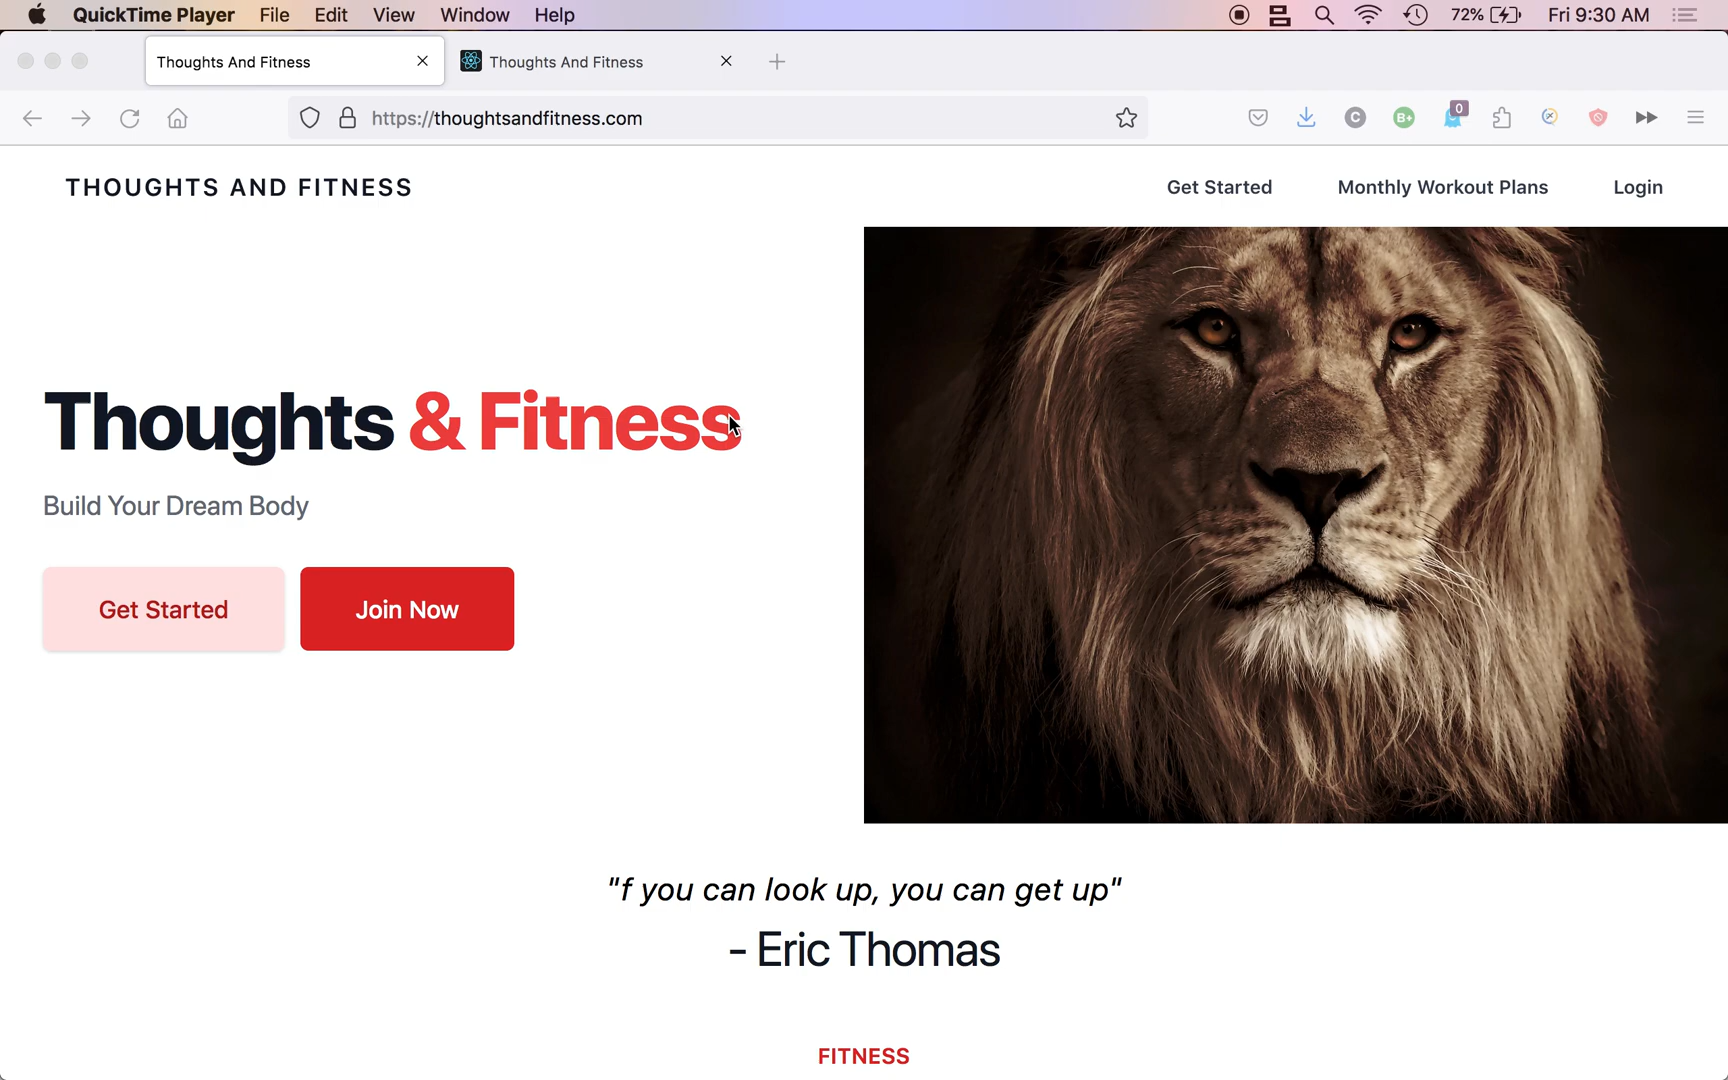 QuickTime Player File Edit View Window Help 72% Fri 9:30 AM
Thoughts And Fitness Thoughts And Fitness
https://thoughtsandfitness.com C B+ 0
THOUGHTS AND FITNESS Get Started Monthly Workout Plans Login
Thoughts & Fitness
Build Your Dream Body
Get Started Join Now
"f you can look up, you can get up"
- Eric Thomas
FITNESS